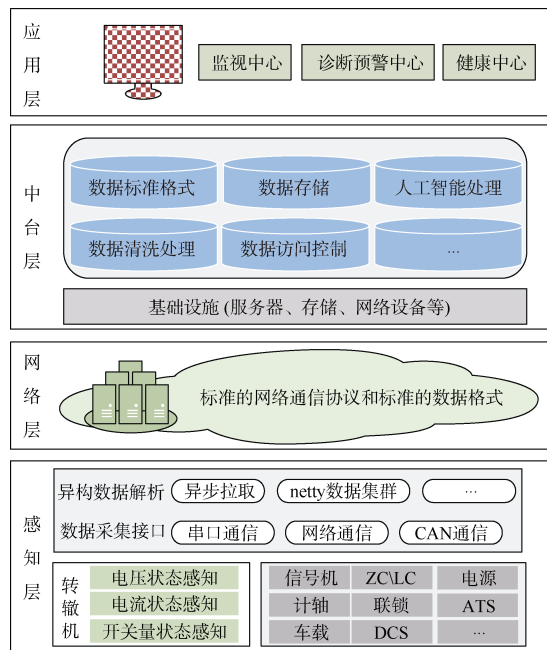 应用层
监视中心 诊断预警中心 健康中心
中台层
数据标准格式 数据存储 人工智能处理
数据清洗处理 数据访问控制 ...
基础设施 (服务器、存储、网络设备等)
网络层
标准的网络通信协议和标准的数据格式
感知层
异构数据解析 异步拉取 netty数据集群 ...
数据采集接口 串口通信 网络通信 CAN通信
转辙机
电压状态感知
电流状态感知
开关量状态感知
信号机 ZC\LC 电源
计轴 联锁 ATS
车载 DCS ...